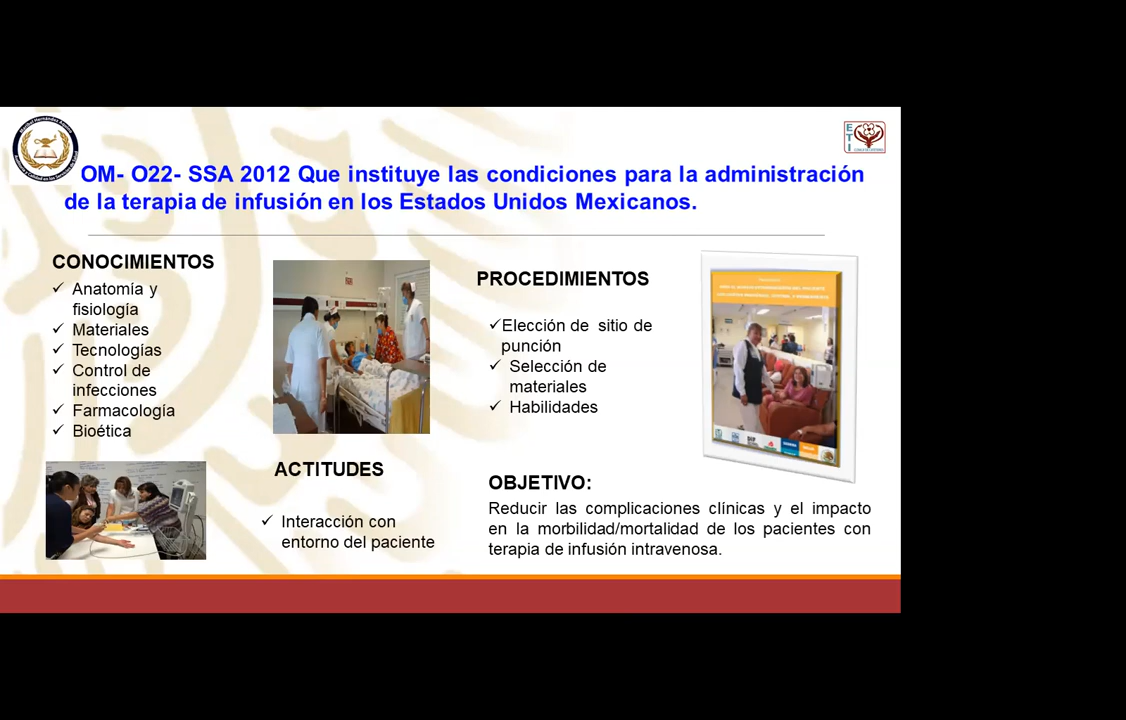 OM- O22- SSA 2012 Que instituye las condiciones para la administración
de la terapia de infusión en los Estados Unidos Mexicanos.
CONOCIMIENTOS
✓ Anatomía y
fisiología
✓ Materiales
✓ Tecnologías
✓ Control de
infecciones
✓ Farmacología
✓ Bioética
ACTITUDES
✓ Interacción con
entorno del paciente
PROCEDIMIENTOS
✓Elección de sitio de
punción
✓ Selección de
materiales
✓ Habilidades
OBJETIVO:
Reducir las complicaciones clínicas y el impacto
en la morbilidad/mortalidad de los pacientes con
terapia de infusión intravenosa.
ETI